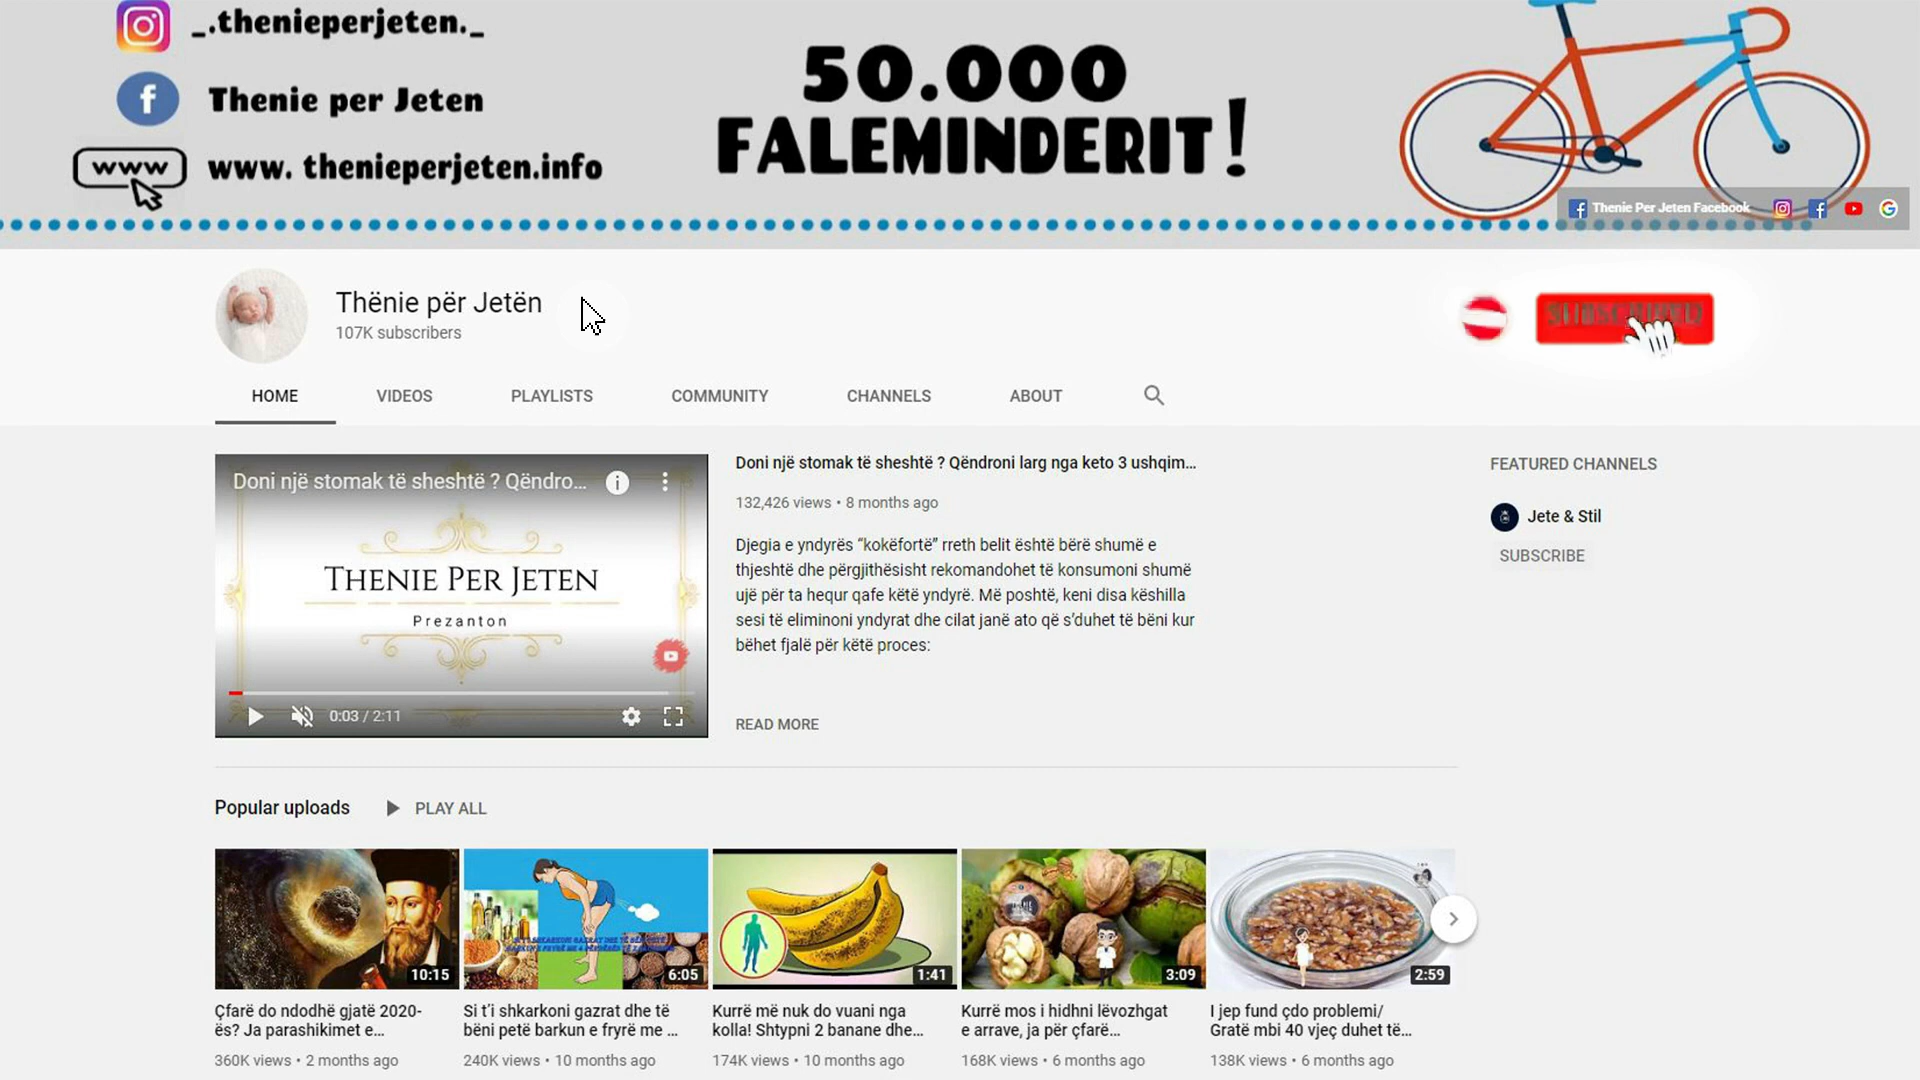 _.thenieperjeten._
Thenie per Jeten
www
www. thenieperjeten.info
50.000
FALEMINDERIT!
Thenie Per Jeten Facebook
Thënie për Jetën
107K subscribers
HOME
VIDEOS
PLAYLISTS
COMMUNITY
CHANNELS
ABOUT
Doni një stomak të sheshtë ? Qëndro...
THENIE PER JETEN
Prezanton
0:03 / 2:11
Doni një stomak të sheshtë ? Qëndroni larg nga keto 3 ushqim...
132,426 views • 8 months ago
Djegia e yndyrës “kokëfortë” rreth belit është bërë shumë e
thjeshtë dhe përgjithësisht rekomandohet të konsumoni shumë
ujë për ta hequr qafe këtë yndyrë. Më poshtë, keni disa këshilla
sesi të eliminoni yndyrat dhe cilat janë ato që s’duhet të bëni kur
bëhet fjalë për këtë proces:
READ MORE
FEATURED CHANNELS
Jete & Stil
SUBSCRIBE
Popular uploads
PLAY ALL
10:15
6:05
1:41
3:09
2:59
Çfarë do ndodhë gjatë 2020-
ës? Ja parashikimet e...
360K views • 2 months ago
Si t’i shkarkoni gazrat dhe të
bëni petë barkun e fryrë me ...
240K views • 10 months ago
Kurrë më nuk do vuani nga
kolla! Shtypni 2 banane dhe...
174K views • 10 months ago
Kurrë mos i hidhni lëvozhgat
e arrave, ja për çfarë...
168K views • 6 months ago
I jep fund çdo problemi/
Gratë mbi 40 vjeç duhet të...
138K views • 6 months ago